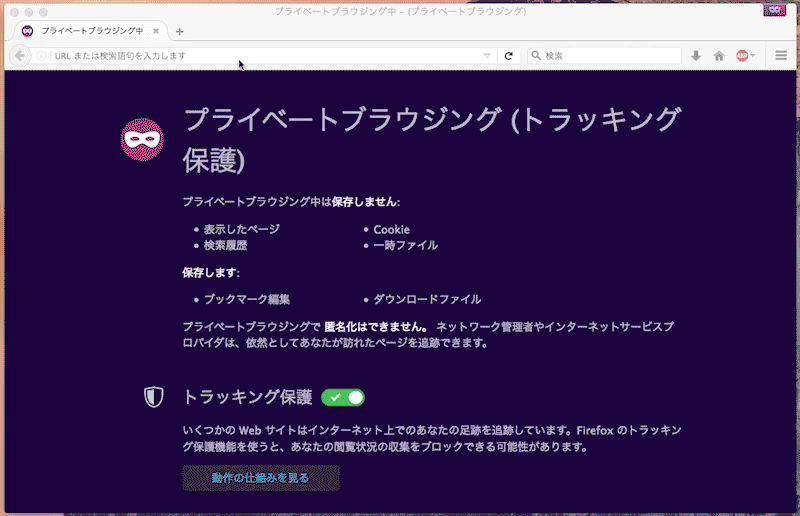 プライベートブラウジング中 - (プライベートブラウジング)
プライベートブラウジング中
URL または検索語句を入力します
検索
ABP
プライベートブラウジング (トラッキング
保護)
プライベートブラウジング中は保存しません:
• 表示したページ
• Cookie
• 検索履歴
• 一時ファイル
保存します:
• ブックマーク編集
• ダウンロードファイル
プライベートブラウジングで 匿名化はできません。 ネットワーク管理者やインターネットサービスプ
ロバイダは、依然としてあなたが訪れたページを追跡できます。
トラッキング保護
いくつかの Web サイトはインターネット上でのあなたの足跡を追跡しています。Firefox のトラッキン
グ保護機能を使うと、あなたの閲覧状況の収集をブロックできる可能性があります。
動作の仕組みを見る